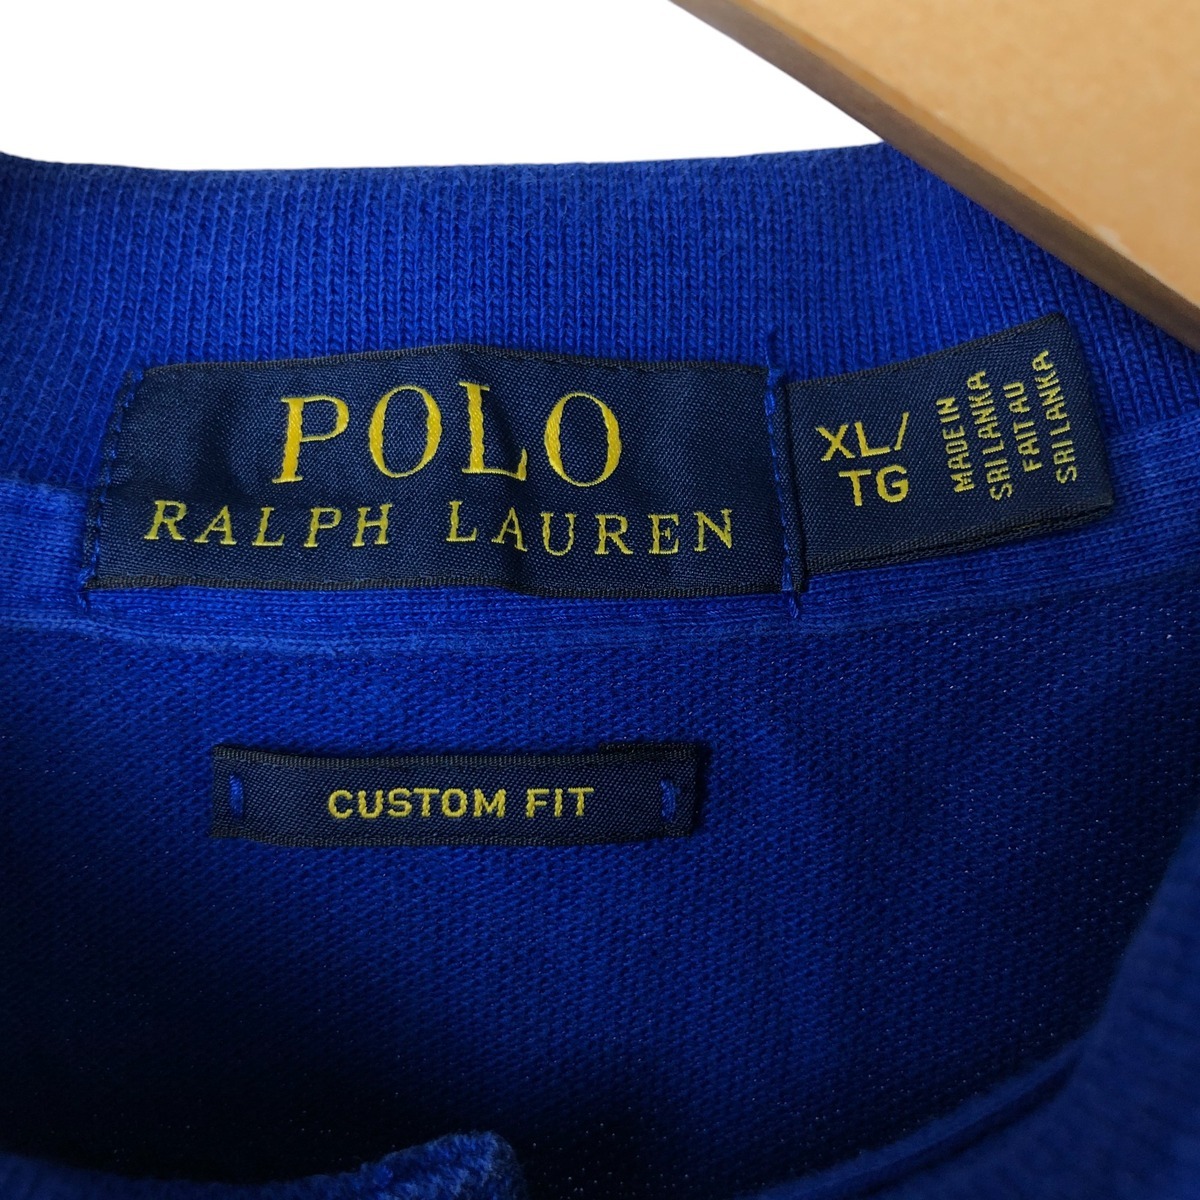 POLO
RALPH LAUREN
XL/
TG
MADE IN
SRI LANKA
FAIT AU
SRI LANKA
CUSTOM FIT